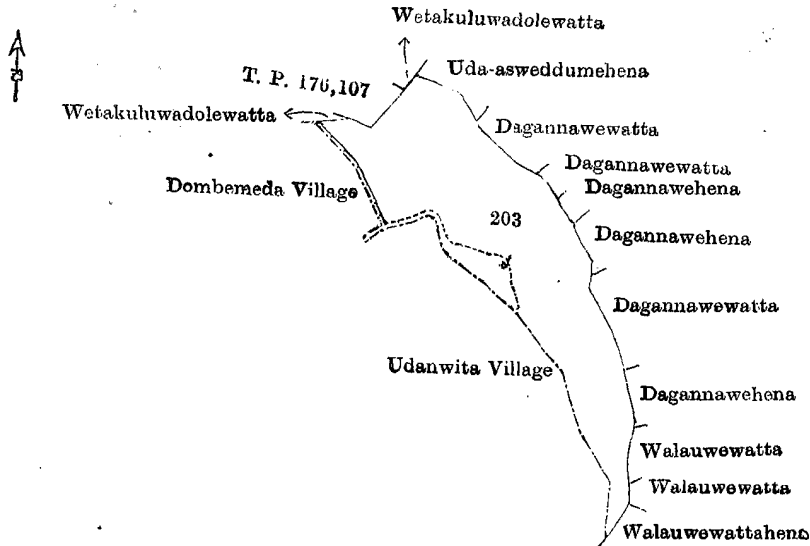 Wetakuluwadolewatta
Uda-asweddumehena
T. P. 176,107
Wetakuluwadolewatta
Dagannawewatta
Dagannawewatta
Dagannawehena
Dombemeda Village
203
Dagannawehena
Dagannawewatta
Udanwita Village
Dagannawehena
Walauwewatta
Walauwewatta
Walauwewattahena